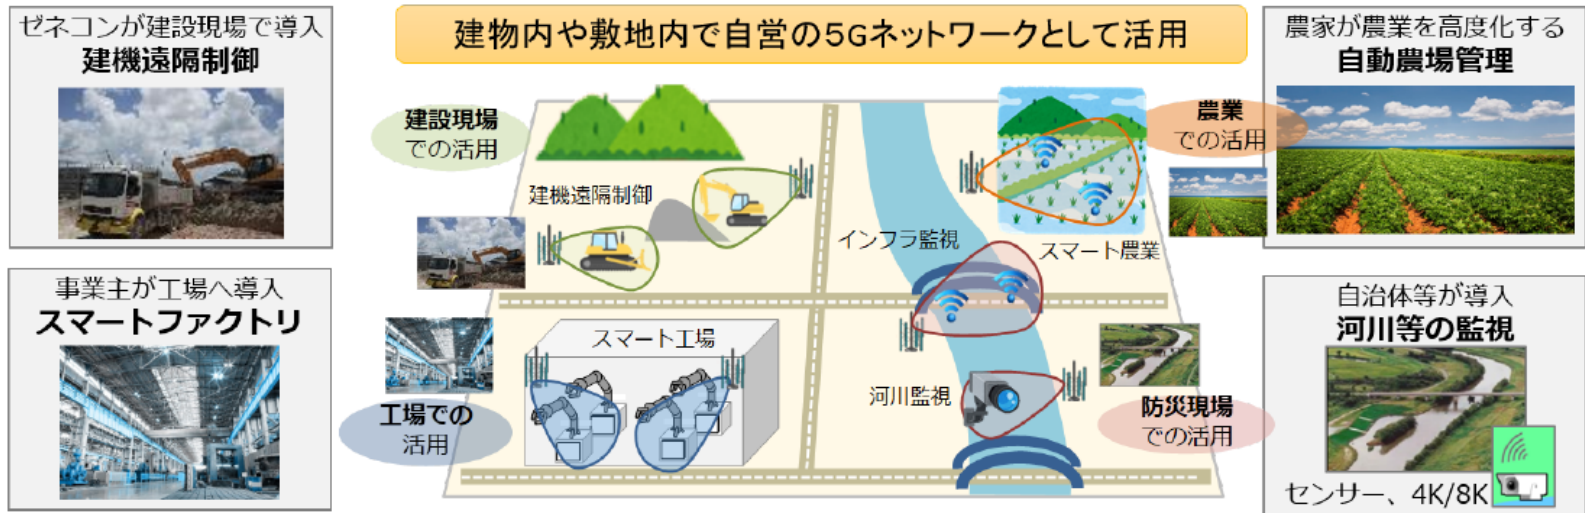 ゼネコンが建設現場で導入
建機遠隔制御
建物内や敷地内で自営の5Gネットワークとして活用
農家が農業を高度化する
自動農場管理
建設現場
での活用
農業
での活用
建機遠隔制御
インフラ監視
スマート農業
事業主が工場へ導入
スマートファクトリ
スマート工場
工場での
活用
河川監視
防災現場
での活用
自治体等が導入
河川等の監視
センサー、4K/8K